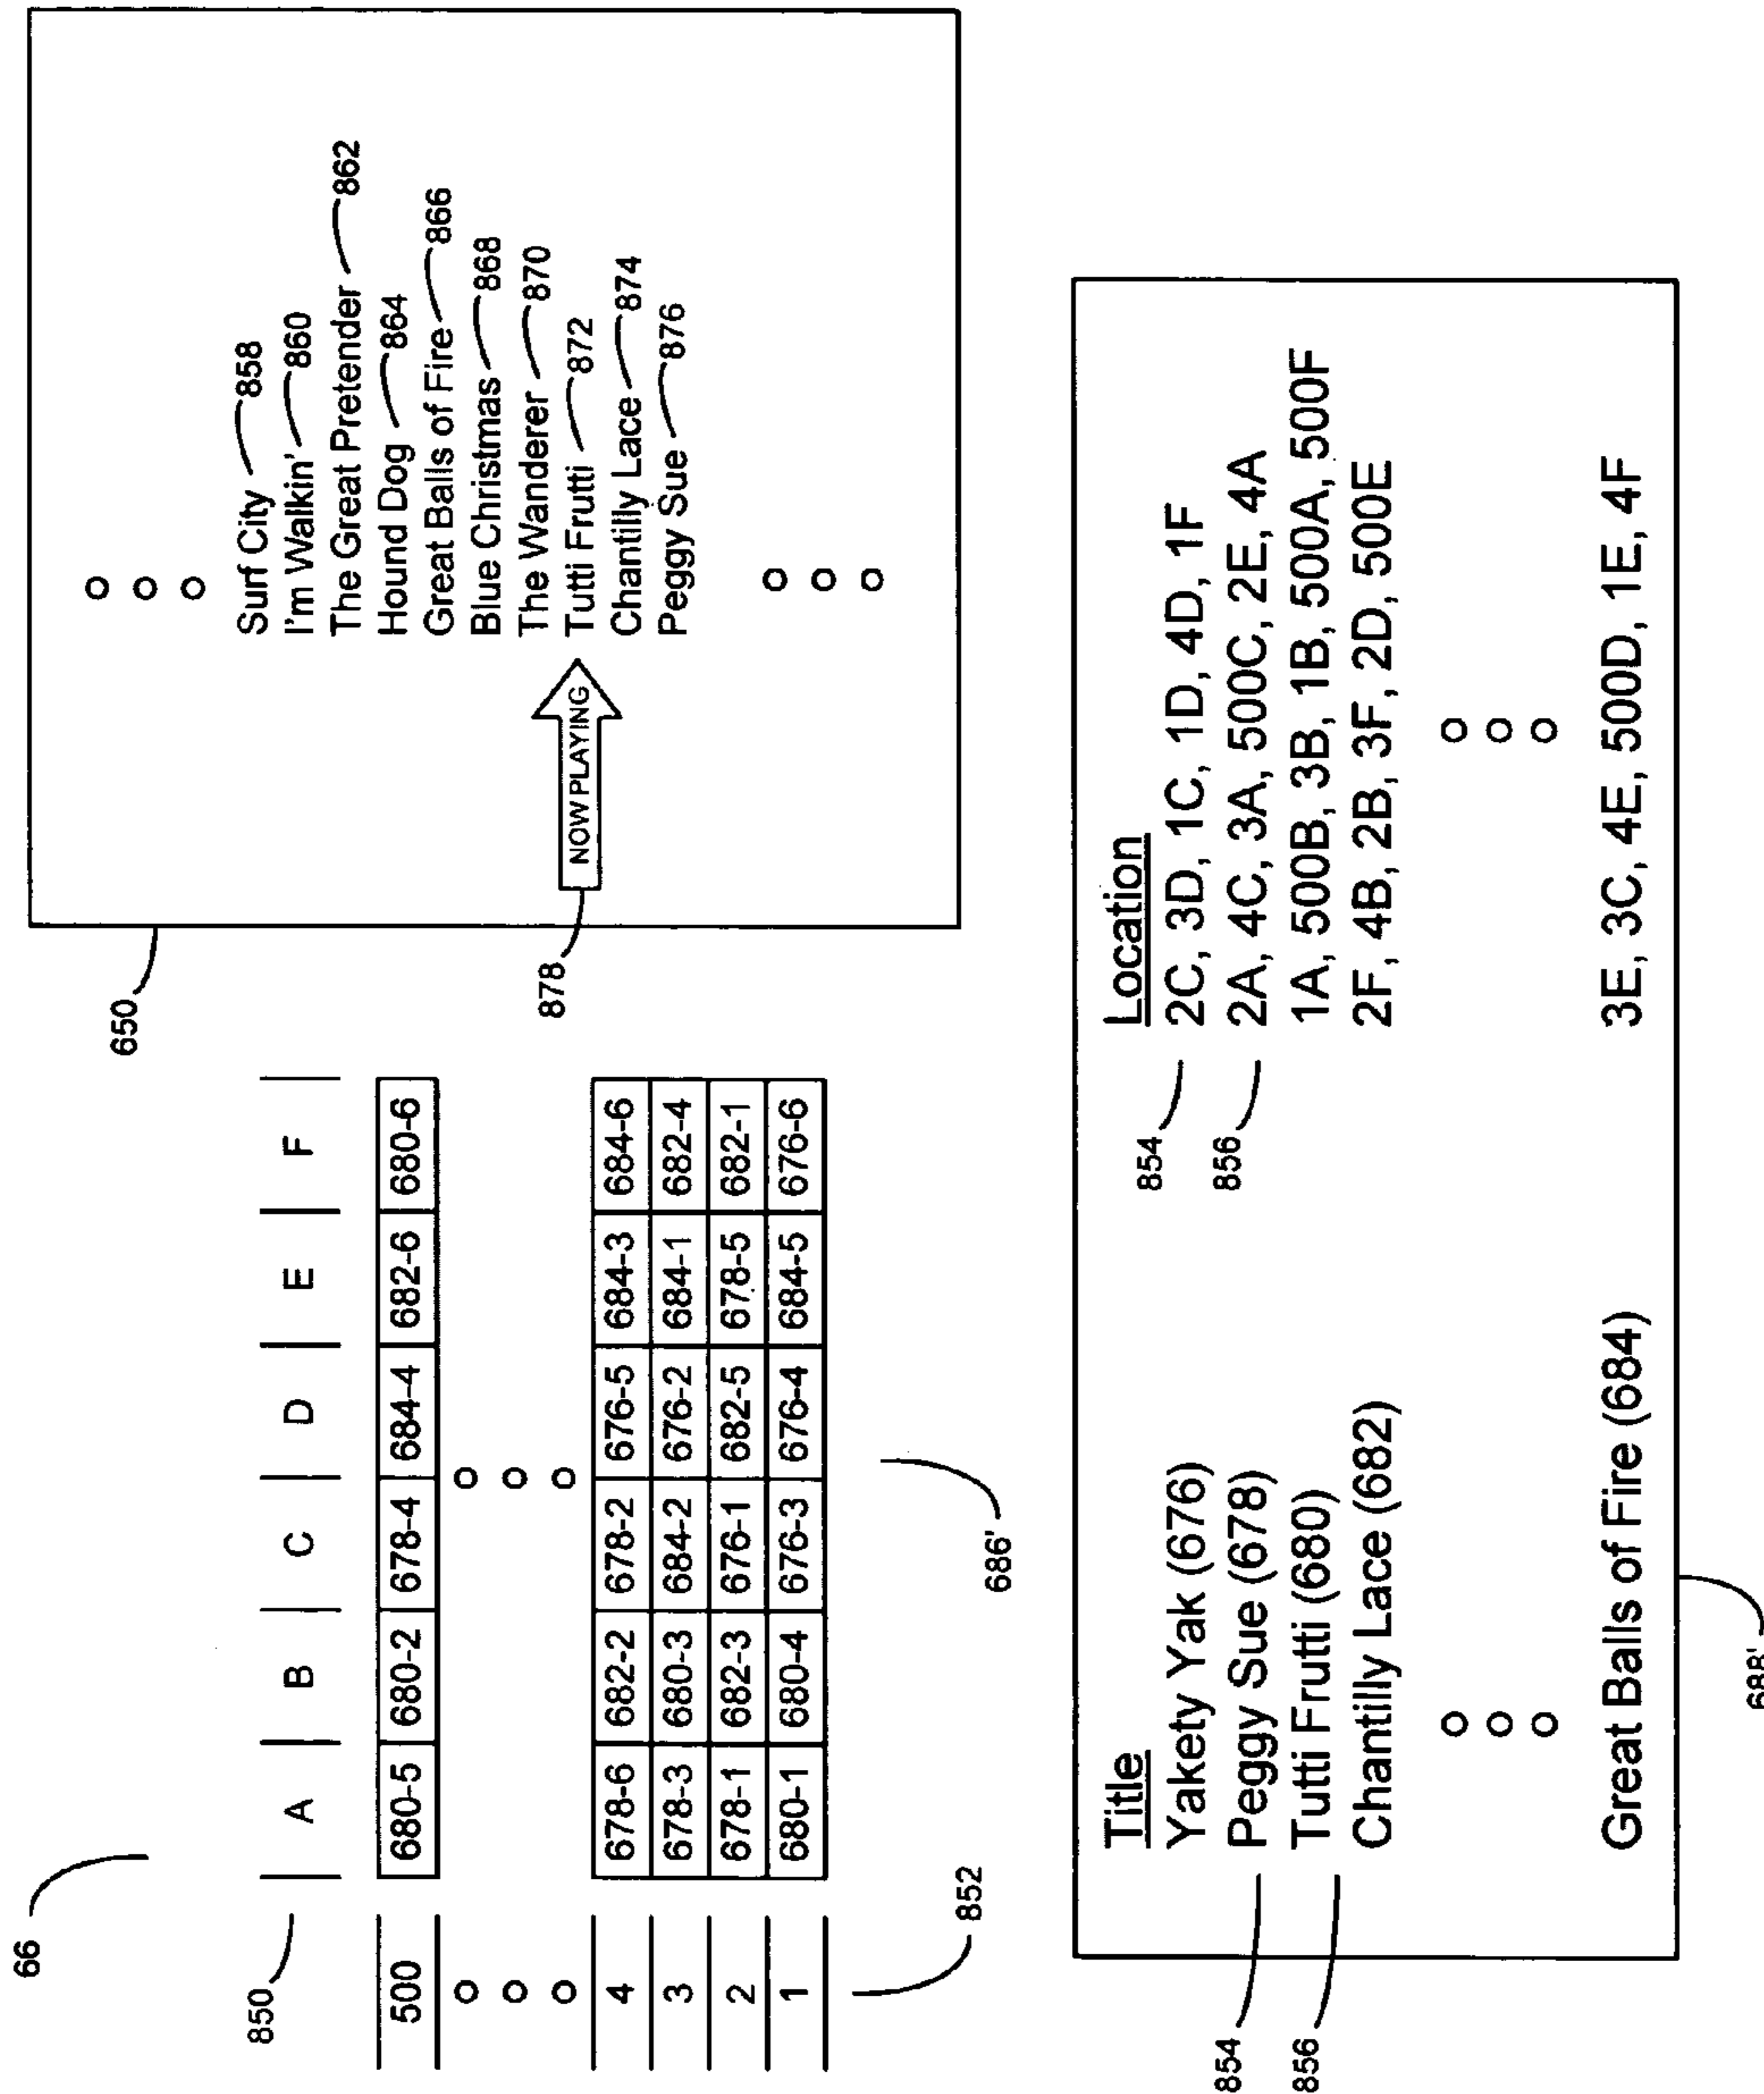 66
850
A B C D E F
500 680-5 680-2 678-4 684-4 682-6 680-6
4 678-6 682-2 678-2 676-5 684-3 684-6
3 678-3 680-3 684-2 676-2 684-1 682-4
2 678-1 682-3 676-1 682-5 678-5 682-1
1 680-1 680-4 676-3 676-4 684-5 676-6
852
686'
650
Surf City 858
I'm Walkin' 860
The Great Pretender 862
Hound Dog 864
Great Balls of Fire 866
Blue Christmas 868
The Wanderer 870
NOW PLAYING Tutti Frutti 872
Chantilly Lace 874
Peggy Sue 876
878
Title Location
Yakety Yak (676) 854 2C, 3D, 1C, 1D, 4D, 1F
854 Peggy Sue (678) 856 2A, 4C, 3A, 500C, 2E, 4A
856 Tutti Frutti (680) 1A, 500B, 3B, 1B, 500A, 500F
Chantilly Lace (682) 2F, 4B, 2B, 3F, 2D, 500E
Great Balls of Fire (684) 3E, 3C, 4E, 500D, 1E, 4F
688'